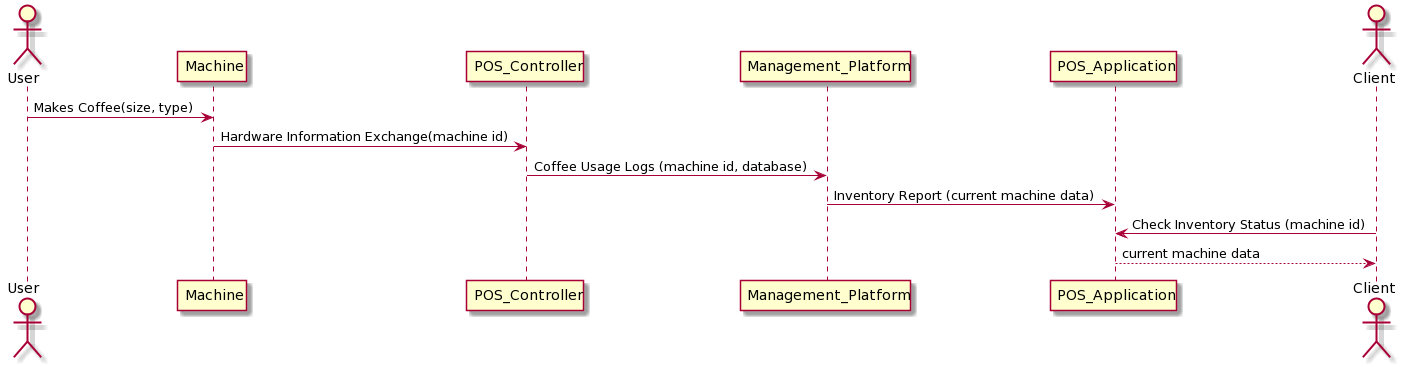 User
Machine
POS_Controller
Management_Platform
POS_Application
Client
Makes Coffee(size, type)
Hardware Information Exchange(machine id)
Coffee Usage Logs (machine id, database)
Inventory Report (current machine data)
Check Inventory Status (machine id)
current machine data
User
Machine
POS_Controller
Management_Platform
POS_Application
Client